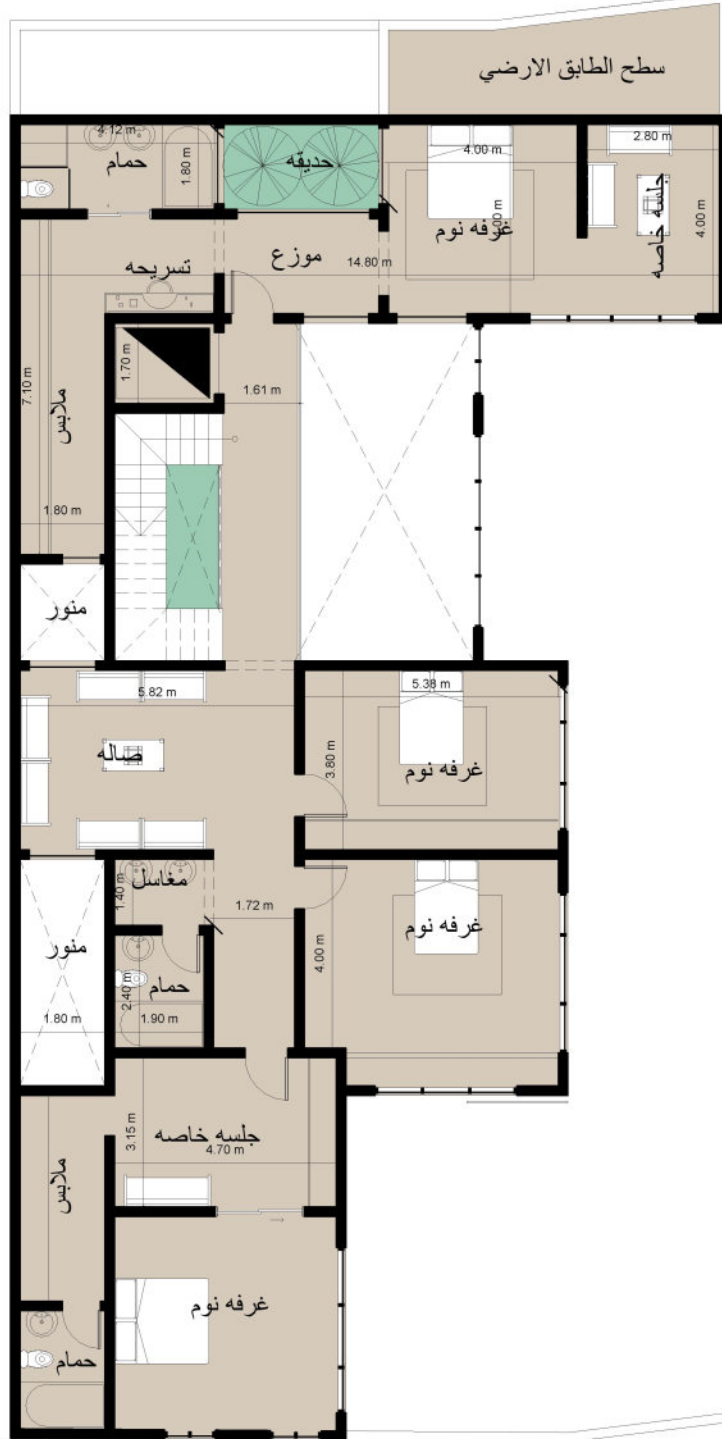 سطح الطابق الارضي
4.12 m
حمام
1.80 m
حديقه
4.00 m
غرفه نوم
2.80 m
جلسه خاصه
4.00 m
تسريحه
موزع
14.80 m
7.10 m
ملابس
1.80 m
1.70 m
1.61 m
منور
5.82 m
صاله
5.38 m
3.80 m
غرفه نوم
مغاسل
1.40 m
1.72 m
منور
1.80 m
حمام
2.40 m
1.90 m
غرفه نوم
4.00 m
جلسه خاصه
3.15 m
4.70 m
ملابس
غرفه نوم
حمام